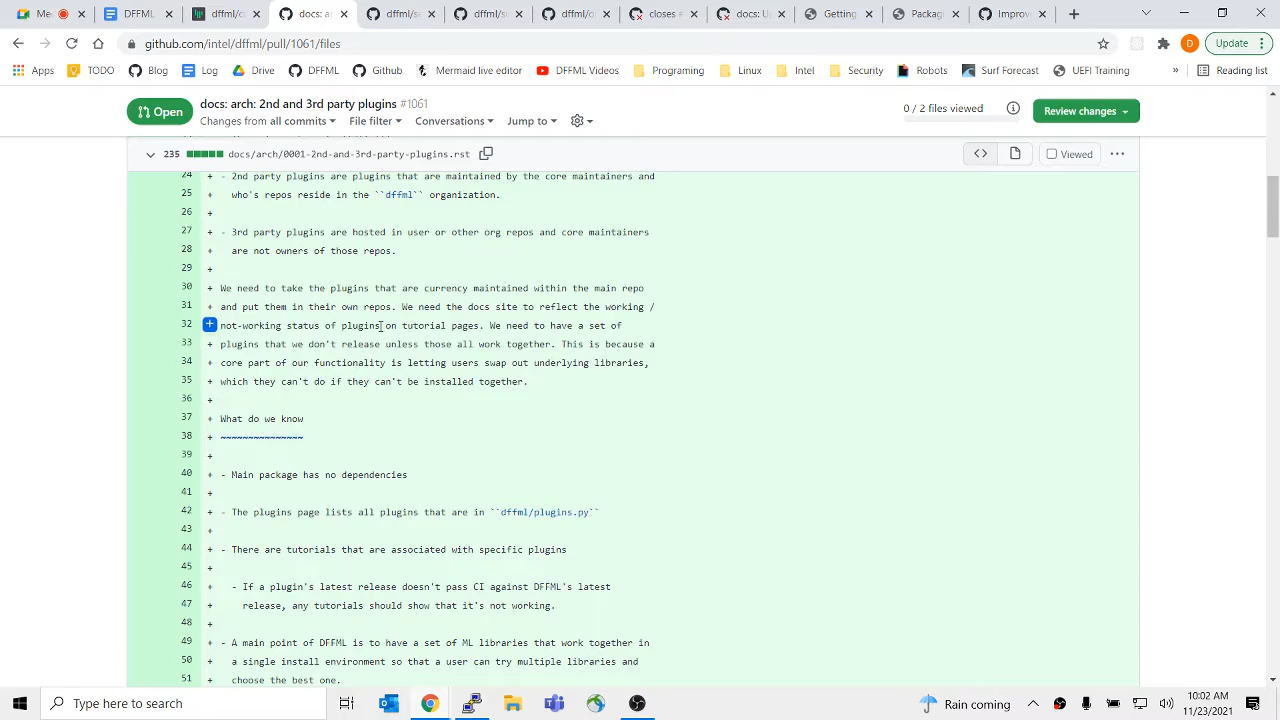 Me
DFFML
dffml/c
docs: a
dffml/s
dffml/s
dffml/c
closes #
docs: U
Getting
Packag
Improv
github.com/intel/dffml/pull/1061/files
D
Update
Apps
TODO
Blog
Log
Drive
DFFML
Github
Mermaid live editor
DFFML Videos
Programing
Linux
Intel
Security
Robots
Surf Forecast
UEFI Training
»
Reading list
Open
docs: arch: 2nd and 3rd party plugins #1061
Changes from all commits
File filter
Conversations
Jump to
0 / 2 files viewed
Review changes
235
docs/arch/0001-2nd-and-3rd-party-plugins.rst
Viewed
24 + - 2nd party plugins are plugins that are maintained by the core maintainers and
25 + who's repos reside in the ``dffml`` organization.
26 +
27 + - 3rd party plugins are hosted in user or other org repos and core maintainers
28 + are not owners of those repos.
29 +
30 + We need to take the plugins that are currency maintained within the main repo
31 + and put them in their own repos. We need the docs site to reflect the working /
32 + not-working status of plugins on tutorial pages. We need to have a set of
33 + plugins that we don't release unless those all work together. This is because a
34 + core part of our functionality is letting users swap out underlying libraries,
35 + which they can't do if they can't be installed together.
36 +
37 + What do we know
38 + ~~~~~~~~~~~~~~~
39 +
40 + - Main package has no dependencies
41 +
42 + - The plugins page lists all plugins that are in ``dffml/plugins.py``
43 +
44 + - There are tutorials that are associated with specific plugins
45 +
46 + - If a plugin's latest release doesn't pass CI against DFFML's latest
47 + release, any tutorials should show that it's not working.
48 +
49 + - A main point of DFFML is to have a set of ML libraries that work together in
50 + a single install environment so that a user can try multiple libraries and
51 + choose the best one.
Type here to search
Rain coming
10:02 AM
11/23/2021